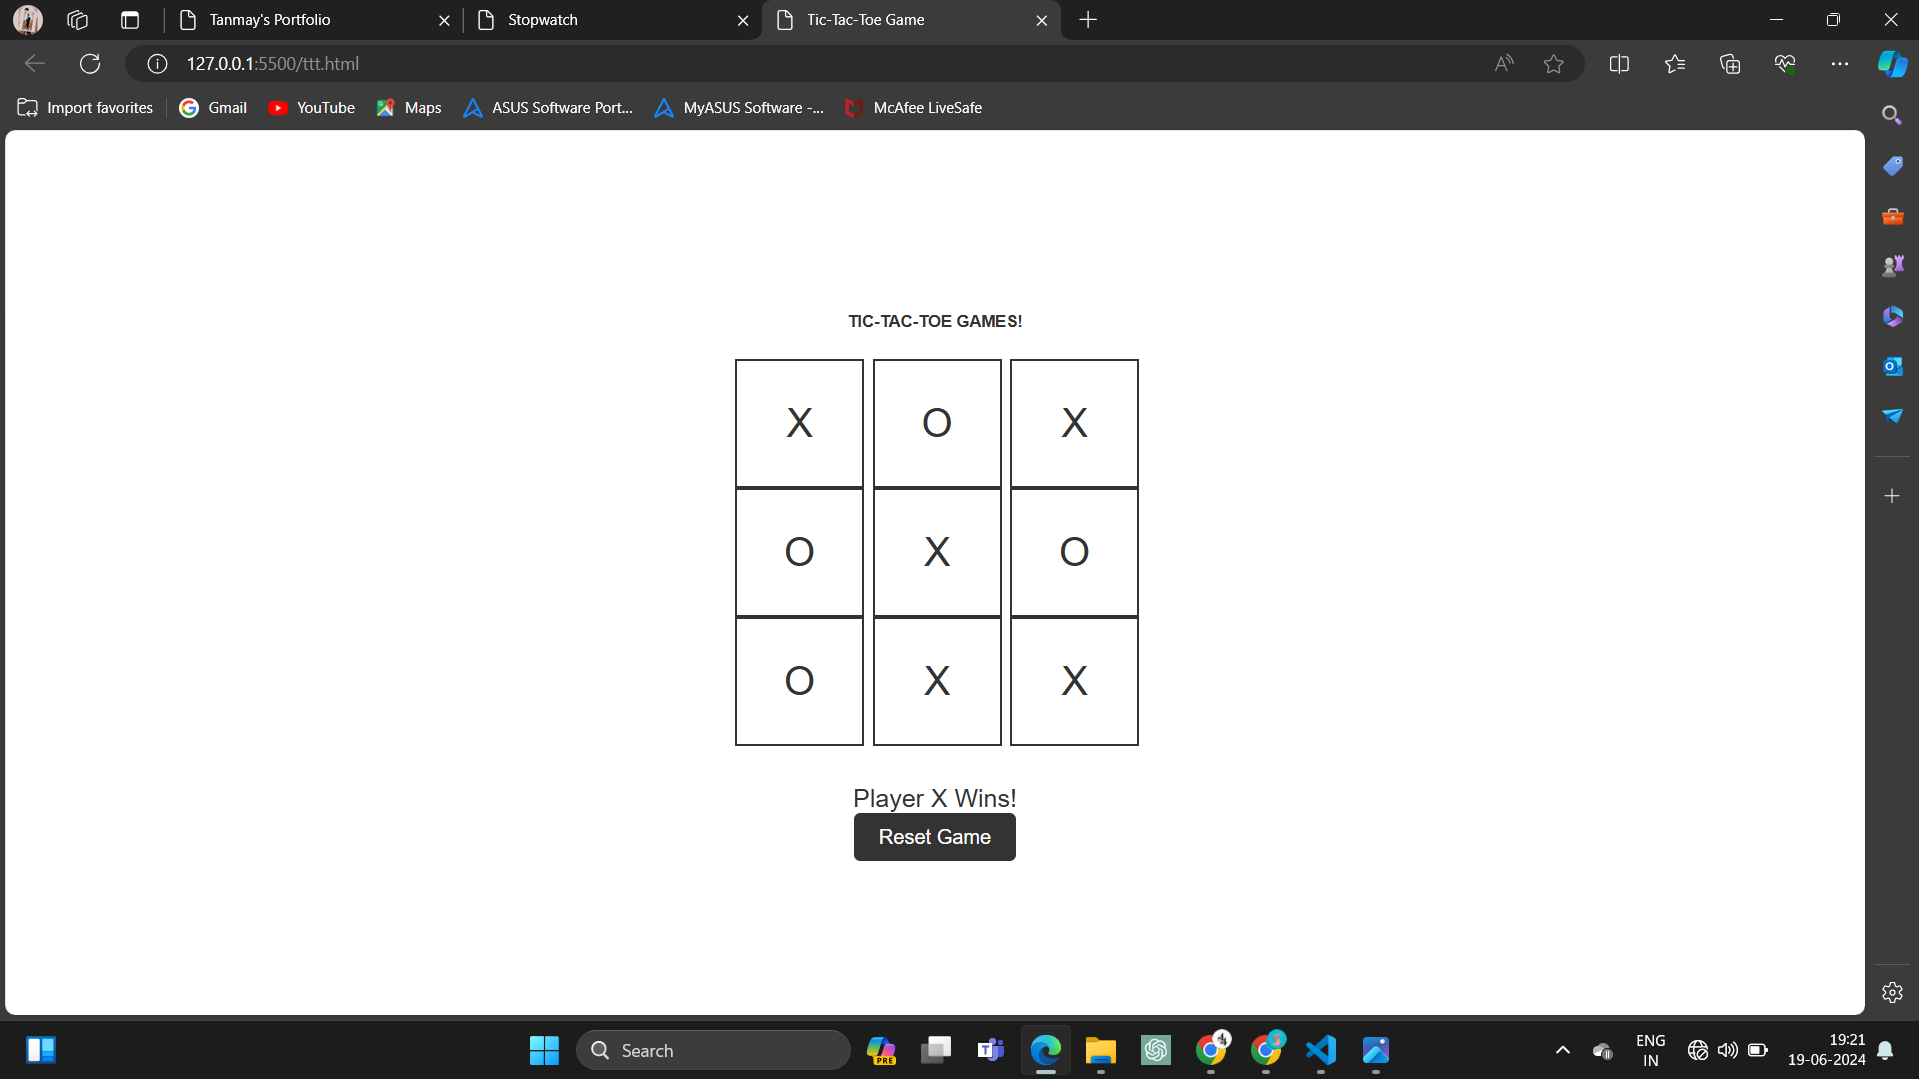 Tanmay's Portfolio
Stopwatch
Tic-Tac-Toe Game
127.0.0.1:5500/ttt.html
Import favorites
Gmail
YouTube
Maps
ASUS Software Port...
MyASUS Software -...
McAfee LiveSafe
TIC-TAC-TOE GAMES!
X O X
O X O
O X X
Player X Wins!
Reset Game
Search
PRE
ENG
IN
19:21
19-06-2024